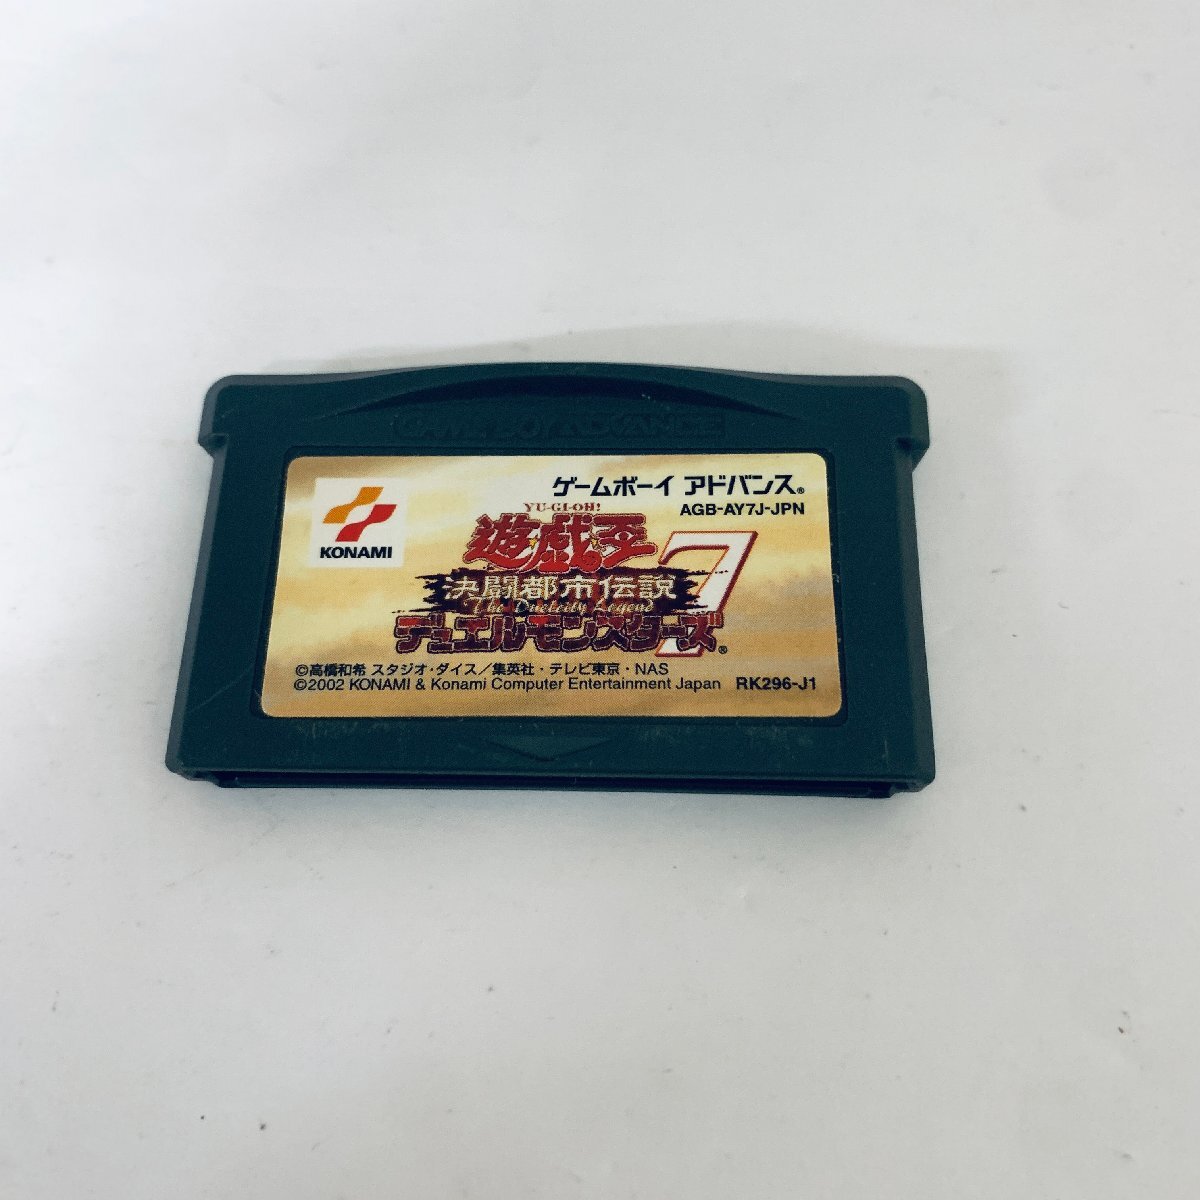 GAME BOY ADVANCE
ゲームボーイ アドバンス®
AGB-AY7J-JPN
KONAMI
YU-GI-OH!
遊戯王
決闘都市伝説
The Duelcity Legend
デュエルモンスターズ®
7
©高橋和希 スタジオ・ダイス／集英社・テレビ東京・NAS
©2002 KONAMI & Konami Computer Entertainment Japan RK296-J1